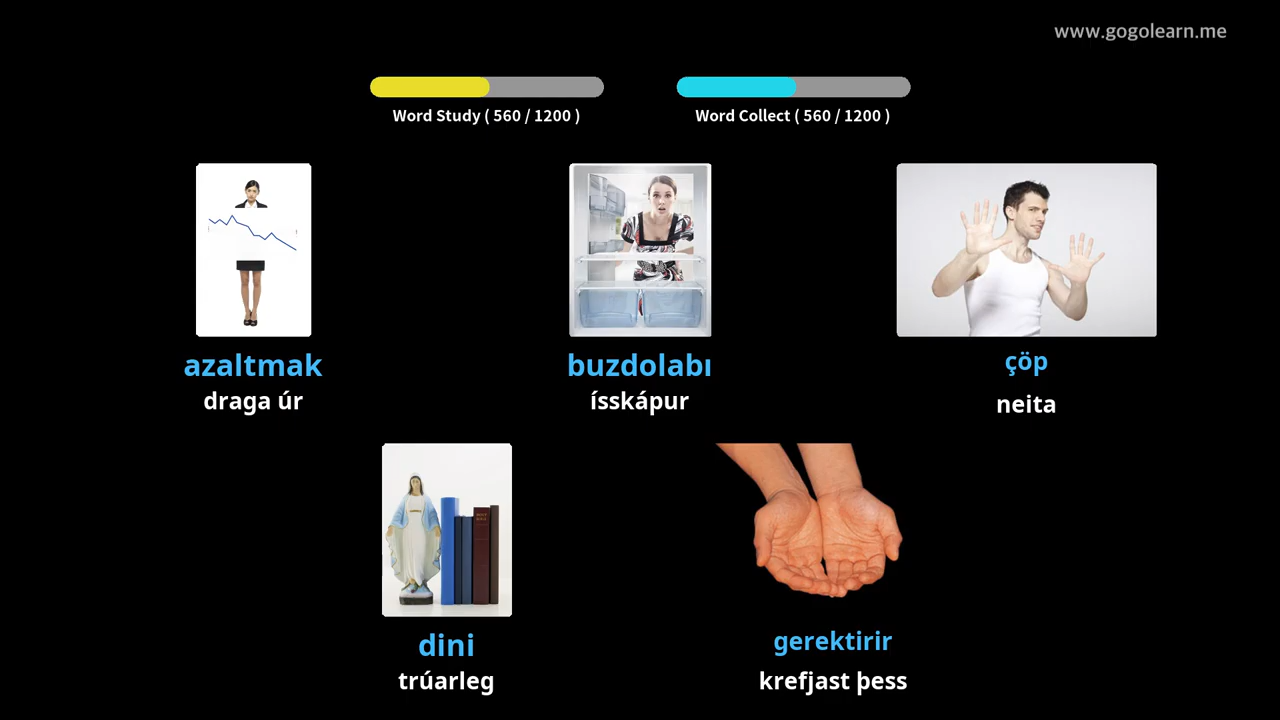 www.gogolearn.me
Word Study ( 560 / 1200 )
Word Collect ( 560 / 1200 )
azaltmak
draga úr
buzdolabı
ísskápur
çöp
neita
dini
trúarleg
gerektirir
krefjast þess